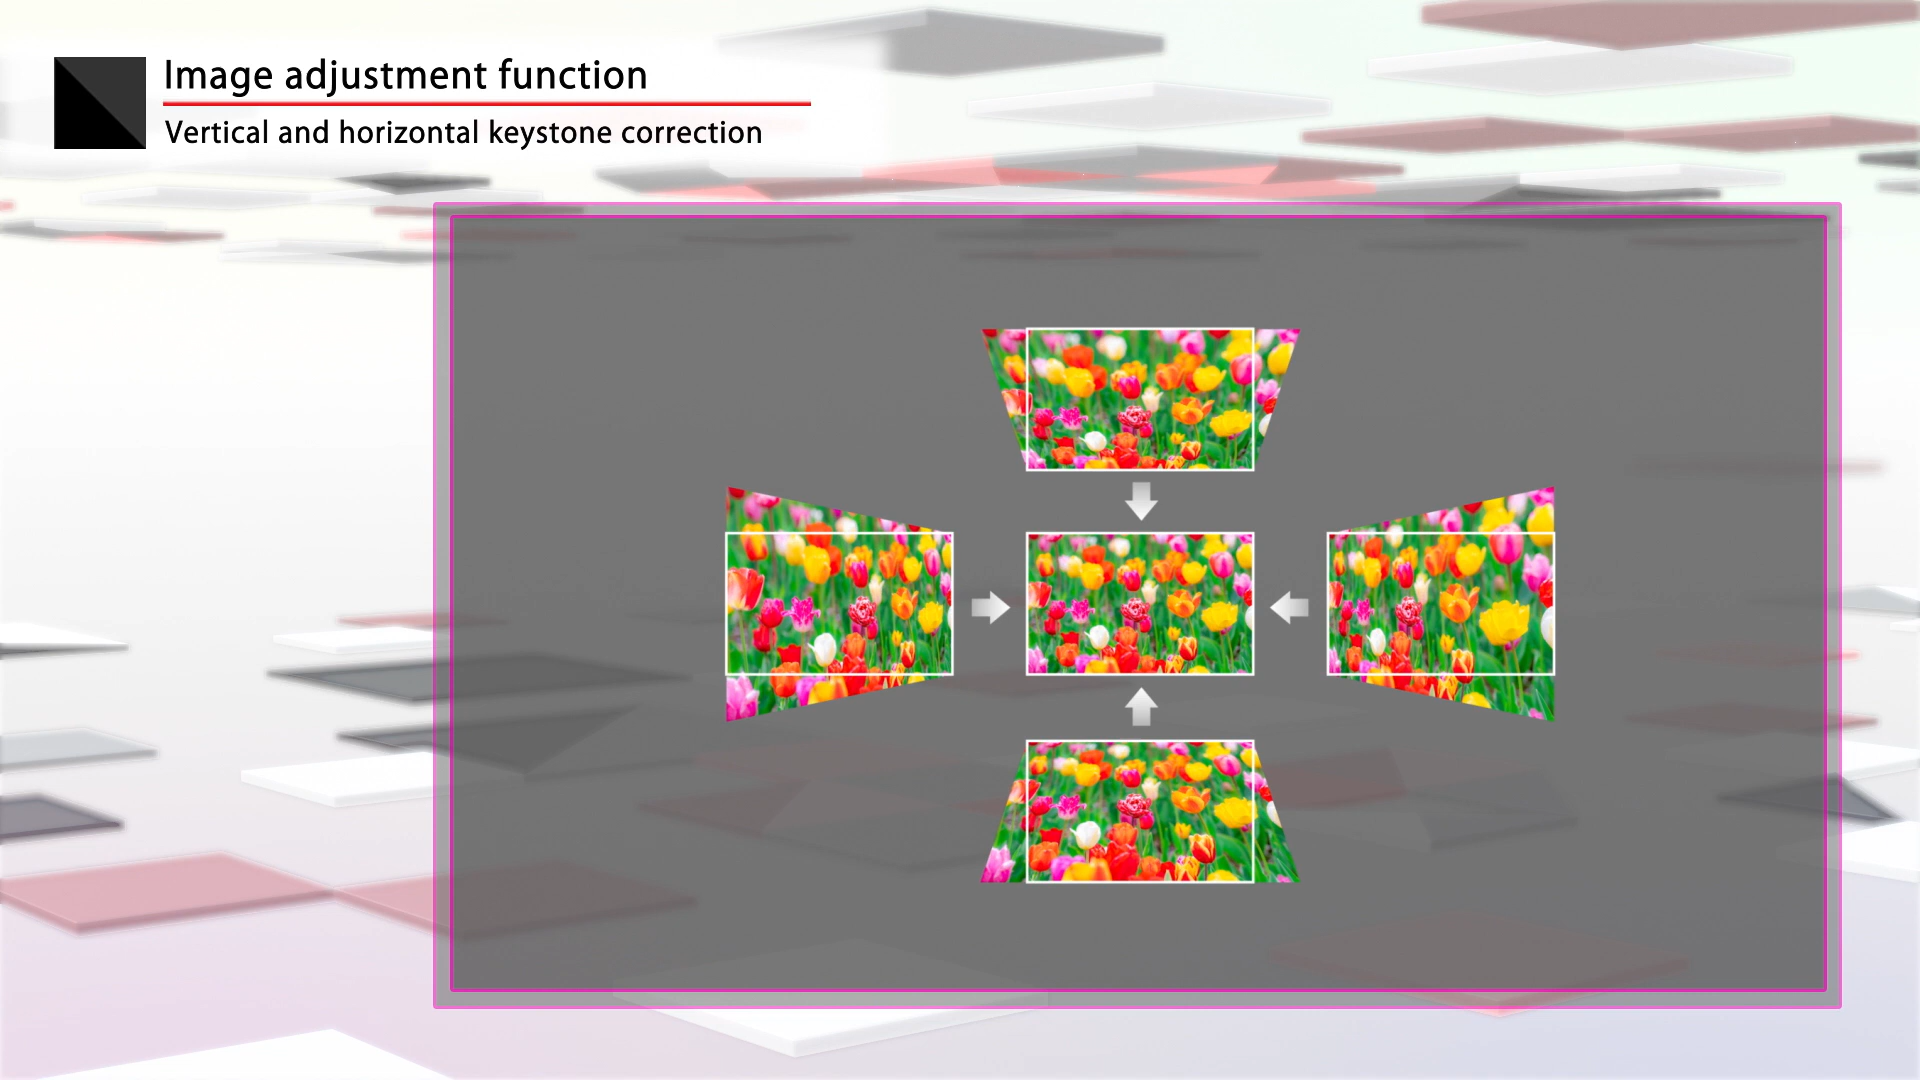 Image adjustment function
Vertical and horizontal keystone correction